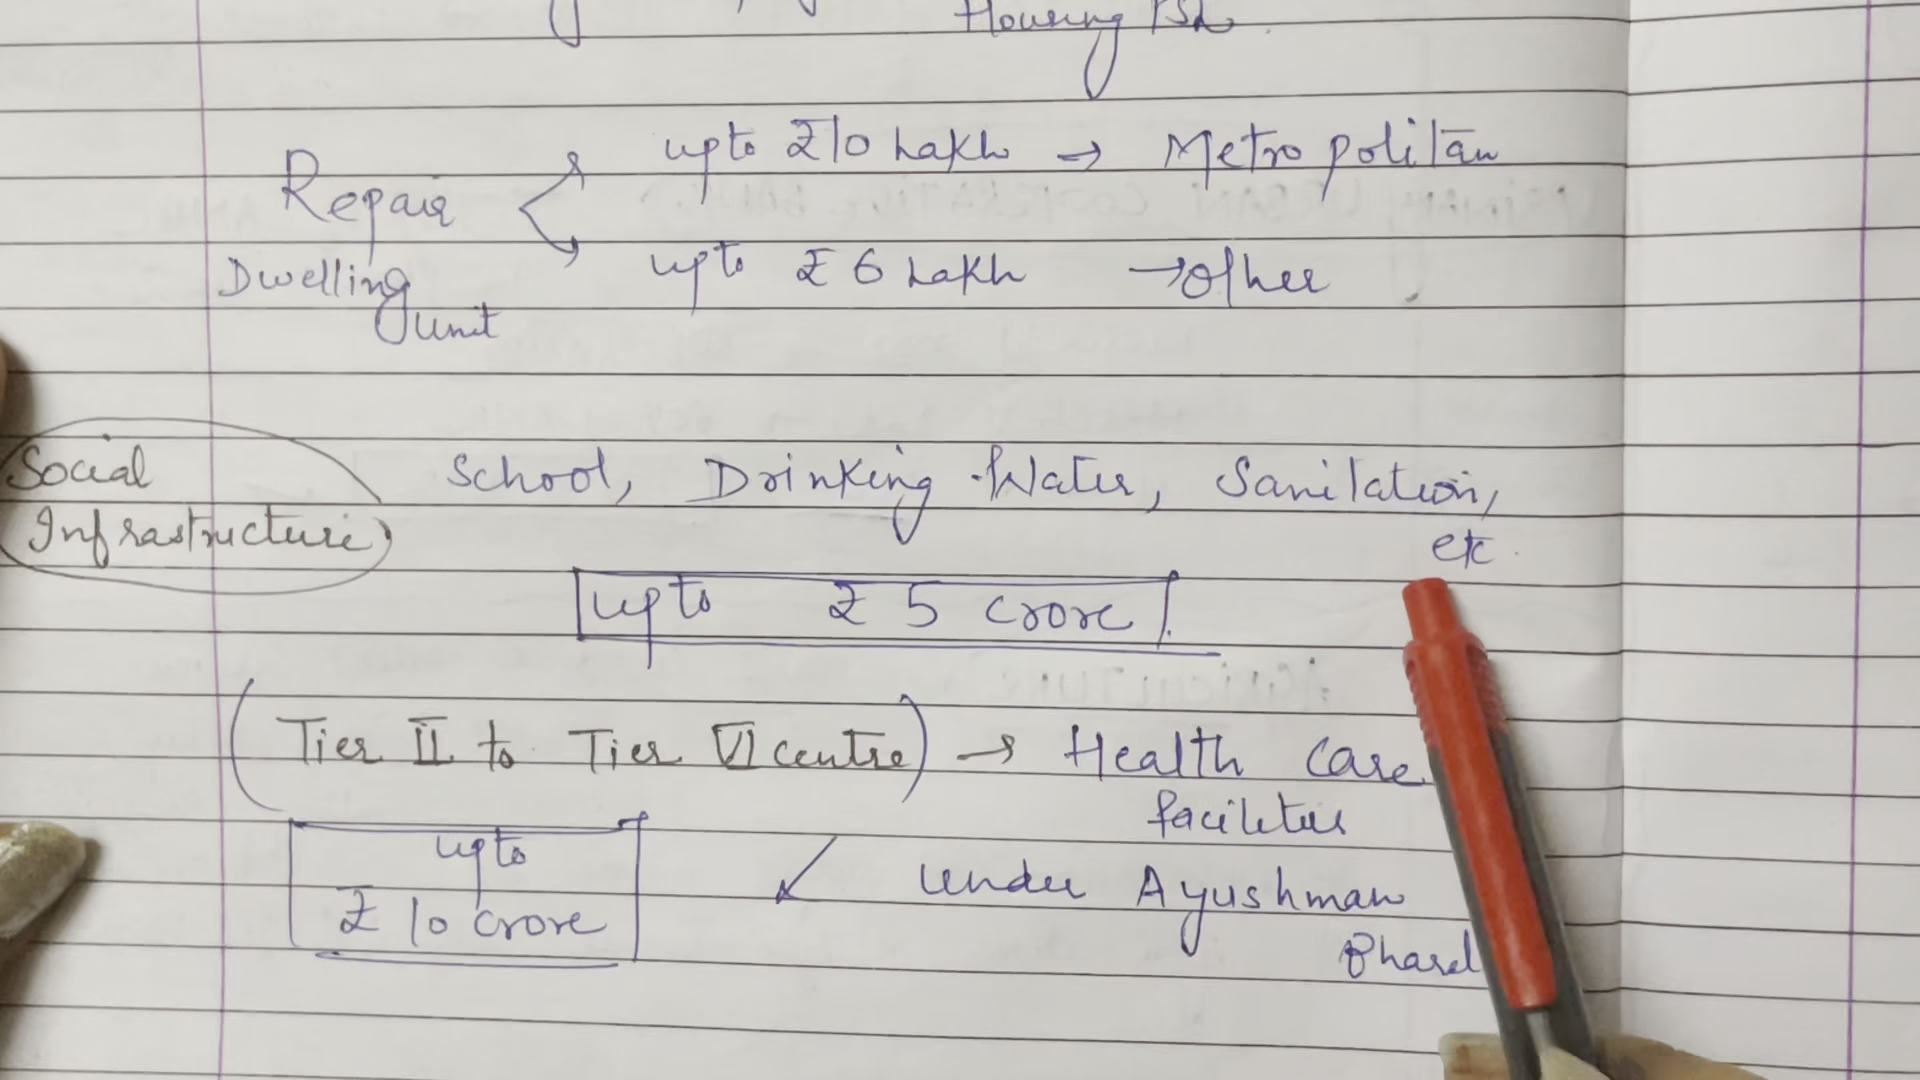 Housing
Repair
Dwelling
unit
upto ₹10 Lakh → Metropolitan
upto ₹ 6 Lakh → Other
Social
Infrastructure
School, Drinking Water, Sanitation,
etc
upto ₹ 5 crore
(Tier II to Tier VI centre) → Health Care
facilities
under Ayushman
Bharat
upto
₹ 10 crore